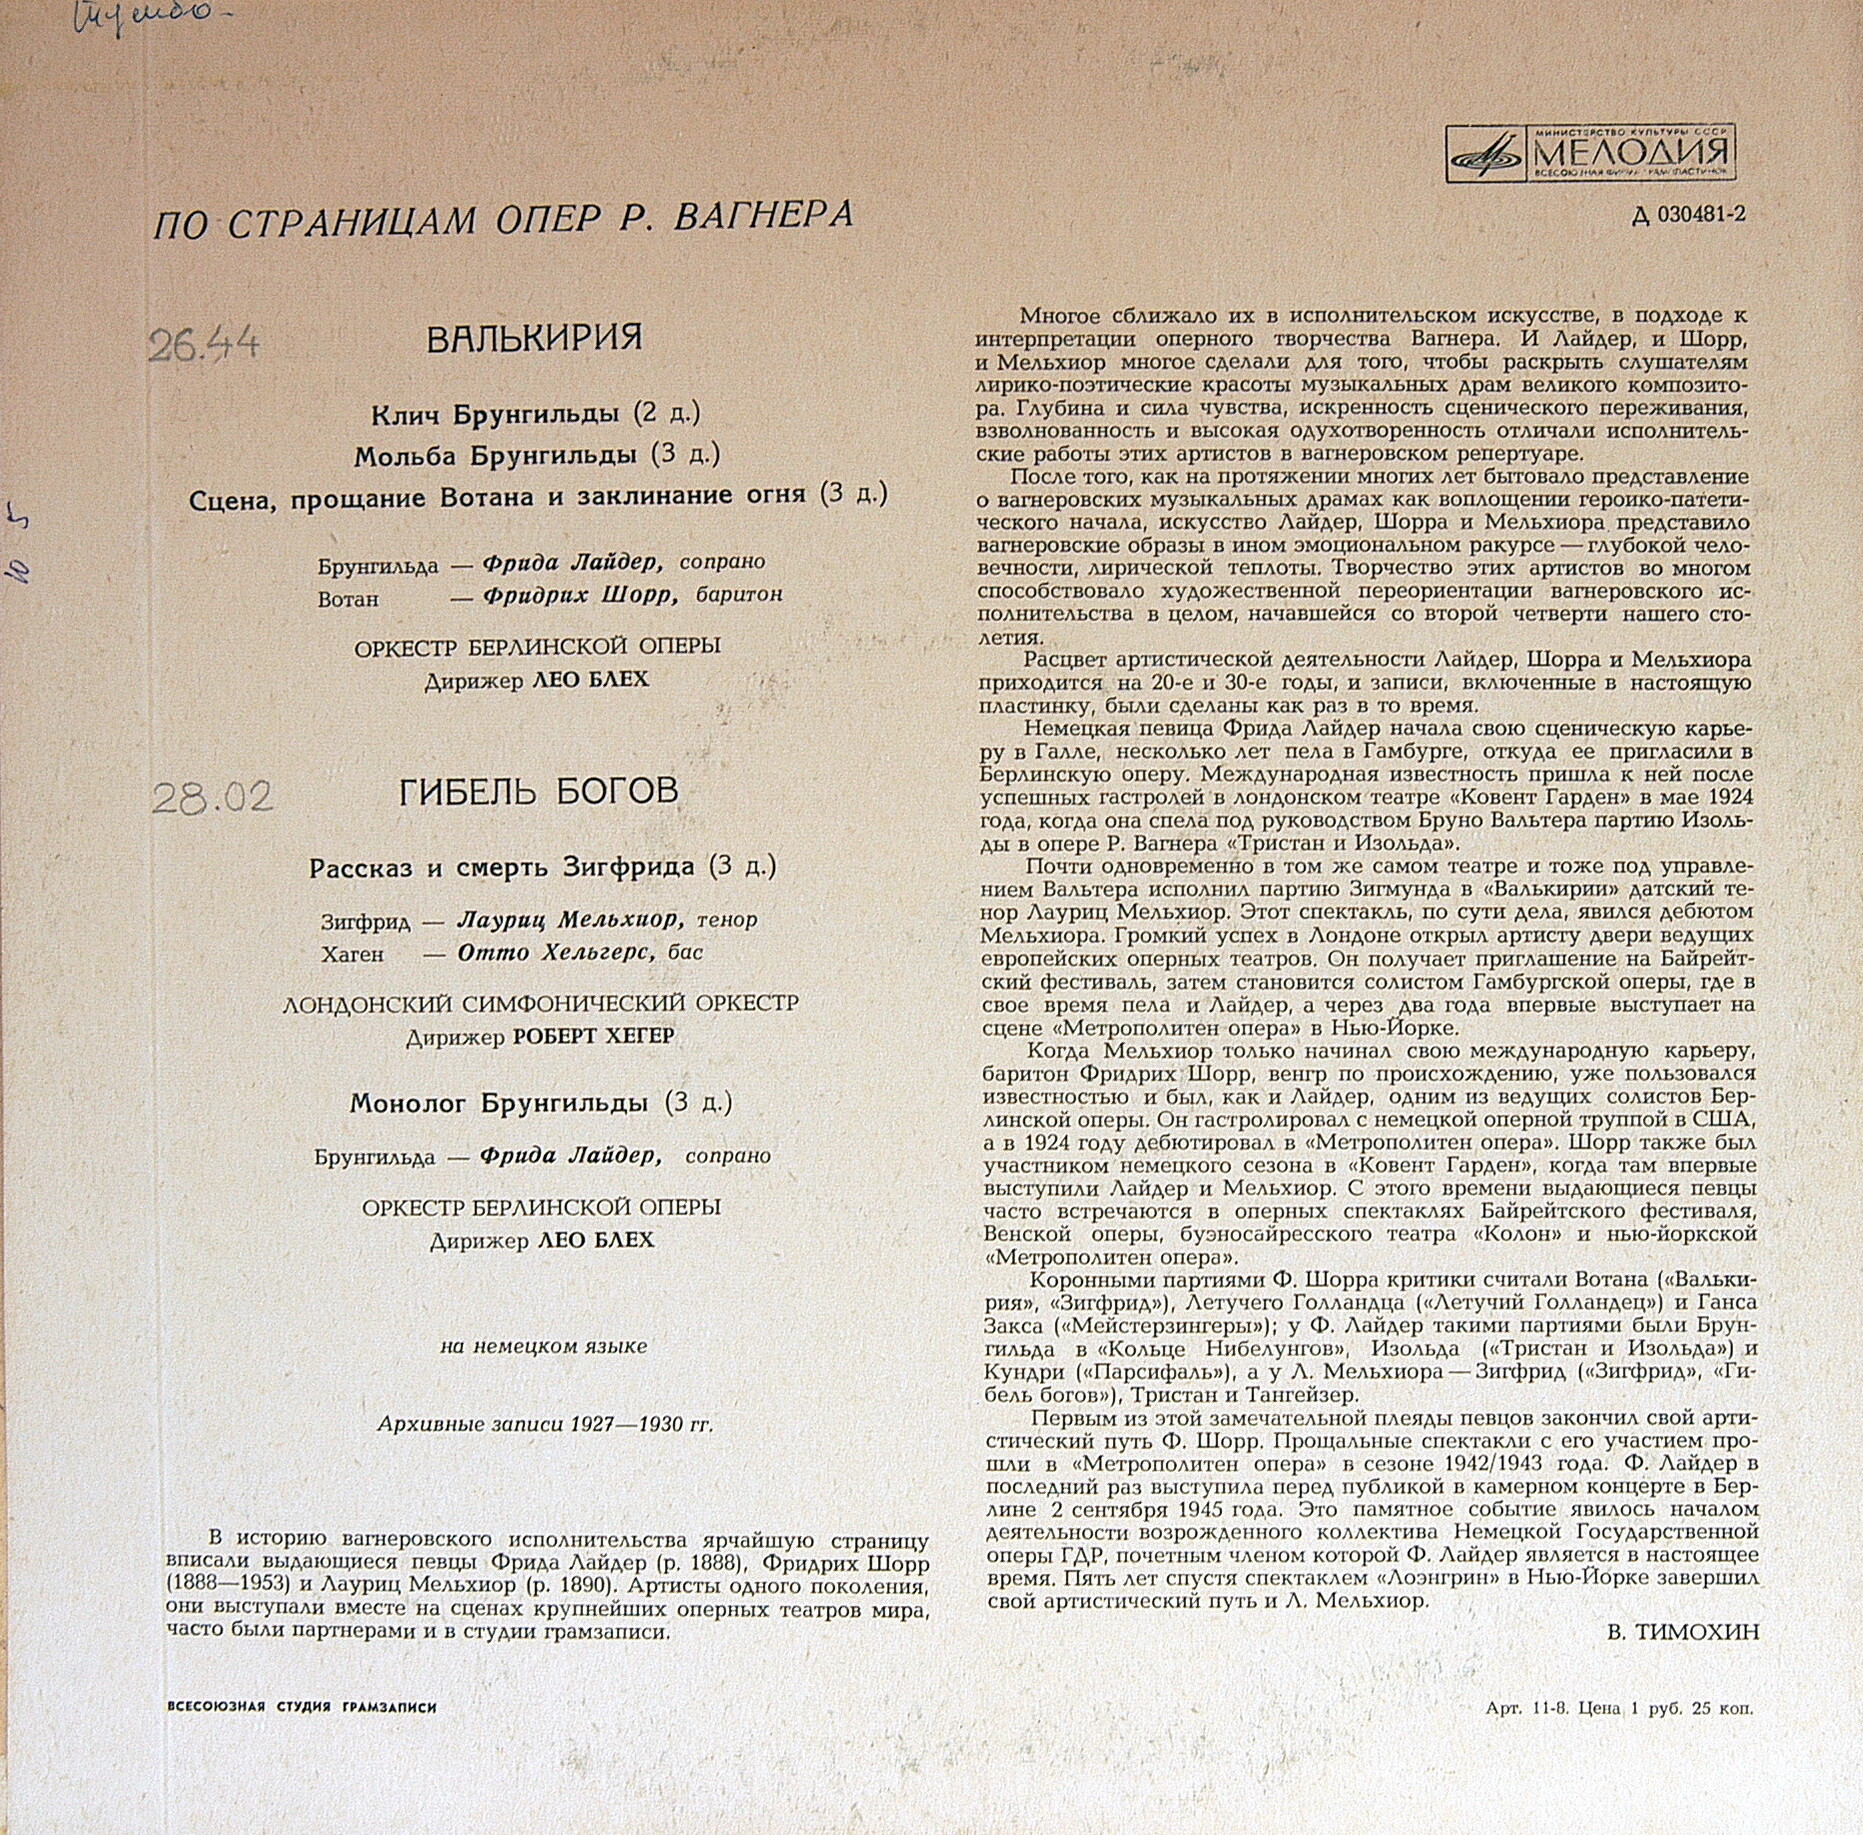 МИНИСТЕРСТВО КУЛЬТУРЫ СССР
МЕЛОДИЯ
ВСЕСОЮЗНАЯ ФИРМА ГРАМПЛАСТИНОК
Д 030481-2
ПО СТРАНИЦАМ ОПЕР Р. ВАГНЕРА
26.44
ВАЛЬКИРИЯ
Клич Брунгильды (2 д.)
Мольба Брунгильды (3 д.)
Сцена, прощание Вотана и заклинание огня (3 д.)
Брунгильда — Фрида Лайдер, сопрано
Вотан — Фридрих Шорр, баритон
ОРКЕСТР БЕРЛИНСКОЙ ОПЕРЫ
Дирижер ЛЕО БЛЕХ
28.02
ГИБЕЛЬ БОГОВ
Рассказ и смерть Зигфрида (3 д.)
Зигфрид — Лауриц Мельхиор, тенор
Хаген — Отто Хельгерс, бас
ЛОНДОНСКИЙ СИМФОНИЧЕСКИЙ ОРКЕСТР
Дирижер РОБЕРТ ХЕГЕР
Монолог Брунгильды (3 д.)
Брунгильда — Фрида Лайдер, сопрано
ОРКЕСТР БЕРЛИНСКОЙ ОПЕРЫ
Дирижер ЛЕО БЛЕХ
на немецком языке
Архивные записи 1927—1930 гг.
В историю вагнеровского исполнительства ярчайшую страницу
вписали выдающиеся певцы Фрида Лайдер (р. 1888), Фридрих Шорр
(1888—1953) и Лауриц Мельхиор (р. 1890). Артисты одного поколения,
они выступали вместе на сценах крупнейших оперных театров мира,
часто были партнерами и в студии грамзаписи.
Многое сближало их в исполнительском искусстве, в подходе к
интерпретации оперного творчества Вагнера. И Лайдер, и Шорр,
и Мельхиор многое сделали для того, чтобы раскрыть слушателям
лирико-поэтические красоты музыкальных драм великого композито-
ра. Глубина и сила чувства, искренность сценического переживания,
взволнованность и высокая одухотворенность отличали исполнитель-
ские работы этих артистов в вагнеровском репертуаре.
После того, как на протяжении многих лет бытовало представление
о вагнеровских музыкальных драмах как воплощении героико-патети-
ческого начала, искусство Лайдер, Шорра и Мельхиора представило
вагнеровские образы в ином эмоциональном ракурсе — глубокой чело-
вечности, лирической теплоты. Творчество этих артистов во многом
способствовало художественной переориентации вагнеровского ис-
полнительства в целом, начавшейся со второй четверти нашего сто-
летия.
Расцвет артистической деятельности Лайдер, Шорра и Мельхиора
приходится на 20-е и 30-е годы, и записи, включенные в настоящую
пластинку, были сделаны как раз в то время.
Немецкая певица Фрида Лайдер начала свою сценическую карье-
ру в Галле, несколько лет пела в Гамбурге, откуда ее пригласили в
Берлинскую оперу. Международная известность пришла к ней после
успешных гастролей в лондонском театре «Ковент Гарден» в мае 1924
года, когда она спела под руководством Бруно Вальтера партию Изоль-
ды в опере Р. Вагнера «Тристан и Изольда».
Почти одновременно в том же самом театре и тоже под управле-
нием Вальтера исполнил партию Зигмунда в «Валькирии» датский те-
нор Лауриц Мельхиор. Этот спектакль, по сути дела, явился дебютом
Мельхиора. Громкий успех в Лондоне открыл артисту двери ведущих
европейских оперных театров. Он получает приглашение на Байрейт-
ский фестиваль, затем становится солистом Гамбургской оперы, где в
свое время пела и Лайдер, а через два года впервые выступает на
сцене «Метрополитен опера» в Нью-Йорке.
Когда Мельхиор только начинал свою международную карьеру,
баритон Фридрих Шорр, венгр по происхождению, уже пользовался
известностью и был, как и Лайдер, одним из ведущих солистов Бер-
линской оперы. Он гастролировал с немецкой оперной труппой в США,
а в 1924 году дебютировал в «Метрополитен опера». Шорр также был
участником немецкого сезона в «Ковент Гарден», когда там впервые
выступили Лайдер и Мельхиор. С этого времени выдающиеся певцы
часто встречаются в оперных спектаклях Байрейтского фестиваля,
Венской оперы, буэносайресского театра «Колон» и нью-йоркской
«Метрополитен опера».
Коронными партиями Ф. Шорра критики считали Вотана («Вальки-
рия», «Зигфрид»), Летучего Голландца («Летучий Голландец») и Ганса
Закса («Мейстерзингеры»); у Ф. Лайдер такими партиями были Брун-
гильда в «Кольце Нибелунгов», Изольда («Тристан и Изольда») и
Кундри («Парсифаль»), а у Л. Мельхиора — Зигфрид («Зигфрид», «Ги-
бель богов»), Тристан и Тангейзер.
Первым из этой замечательной плеяды певцов закончил свой арти-
стический путь Ф. Шорр. Прощальные спектакли с его участием про-
шли в «Метрополитен опера» в сезоне 1942/1943 года. Ф. Лайдер в
последний раз выступила перед публикой в камерном концерте в Бер-
лине 2 сентября 1945 года. Это памятное событие явилось началом
деятельности возрожденного коллектива Немецкой Государственной
оперы ГДР, почетным членом которой Ф. Лайдер является в настоящее
время. Пять лет спустя спектаклем «Лоэнгрин» в Нью-Йорке завершил
свой артистический путь и Л. Мельхиор.
В. ТИМОХИН
ВСЕСОЮЗНАЯ СТУДИЯ ГРАМЗАПИСИ
Арт. 11-8. Цена 1 руб. 25 коп.